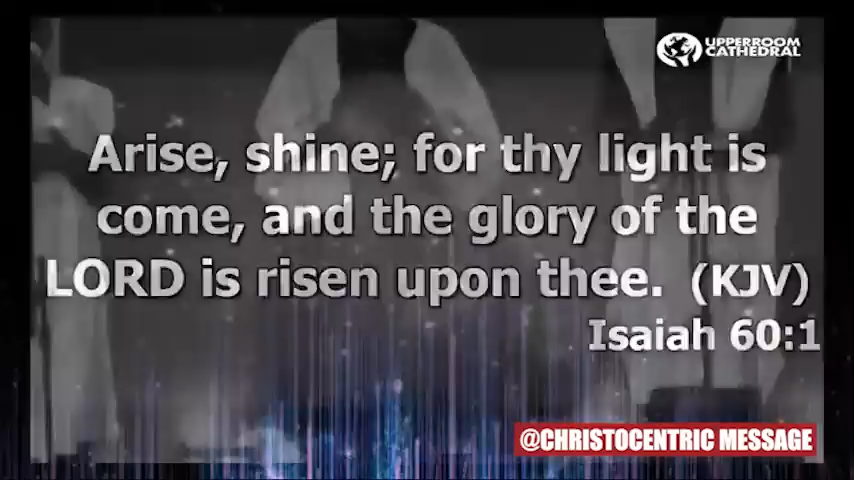 UPPERROOM
CATHEDRAL
Arise, shine; for thy light is
come, and the glory of the
LORD is risen upon thee. (KJV)
Isaiah 60:1
@CHRISTOCENTRIC MESSAGE